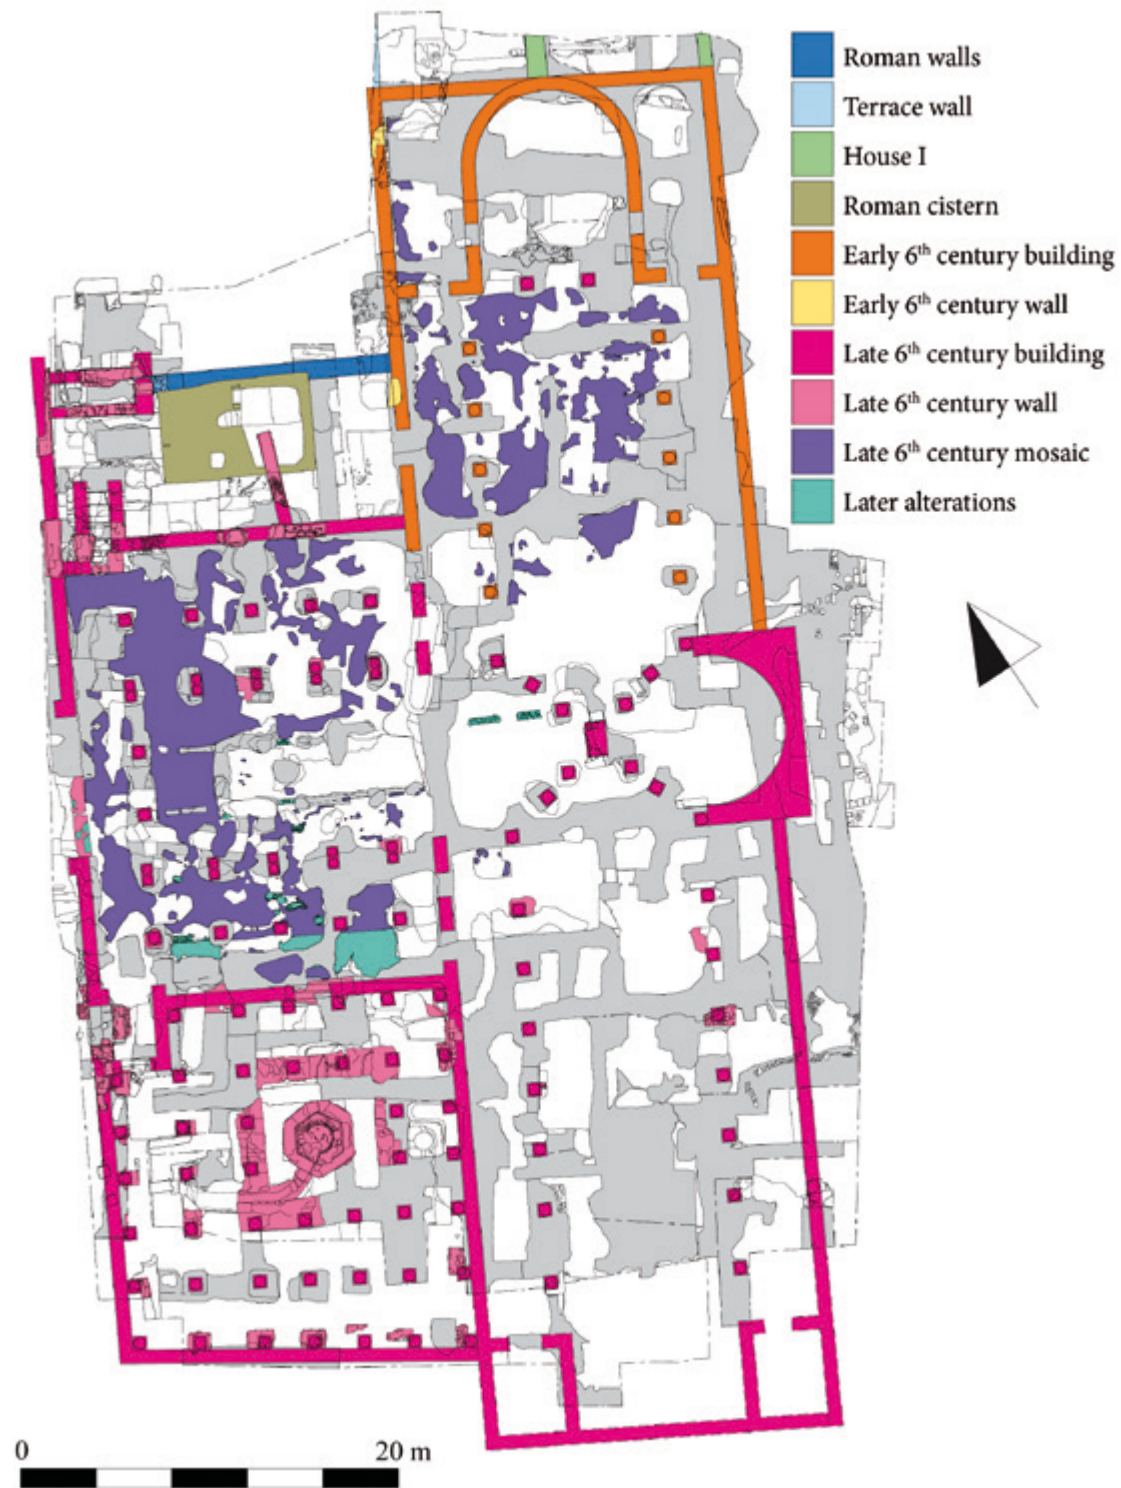 Roman walls
Terrace wall
House I
Roman cistern
Early 6th century building
Early 6th century wall
Late 6th century building
Late 6th century wall
Late 6th century mosaic
Later alterations
0 20 m